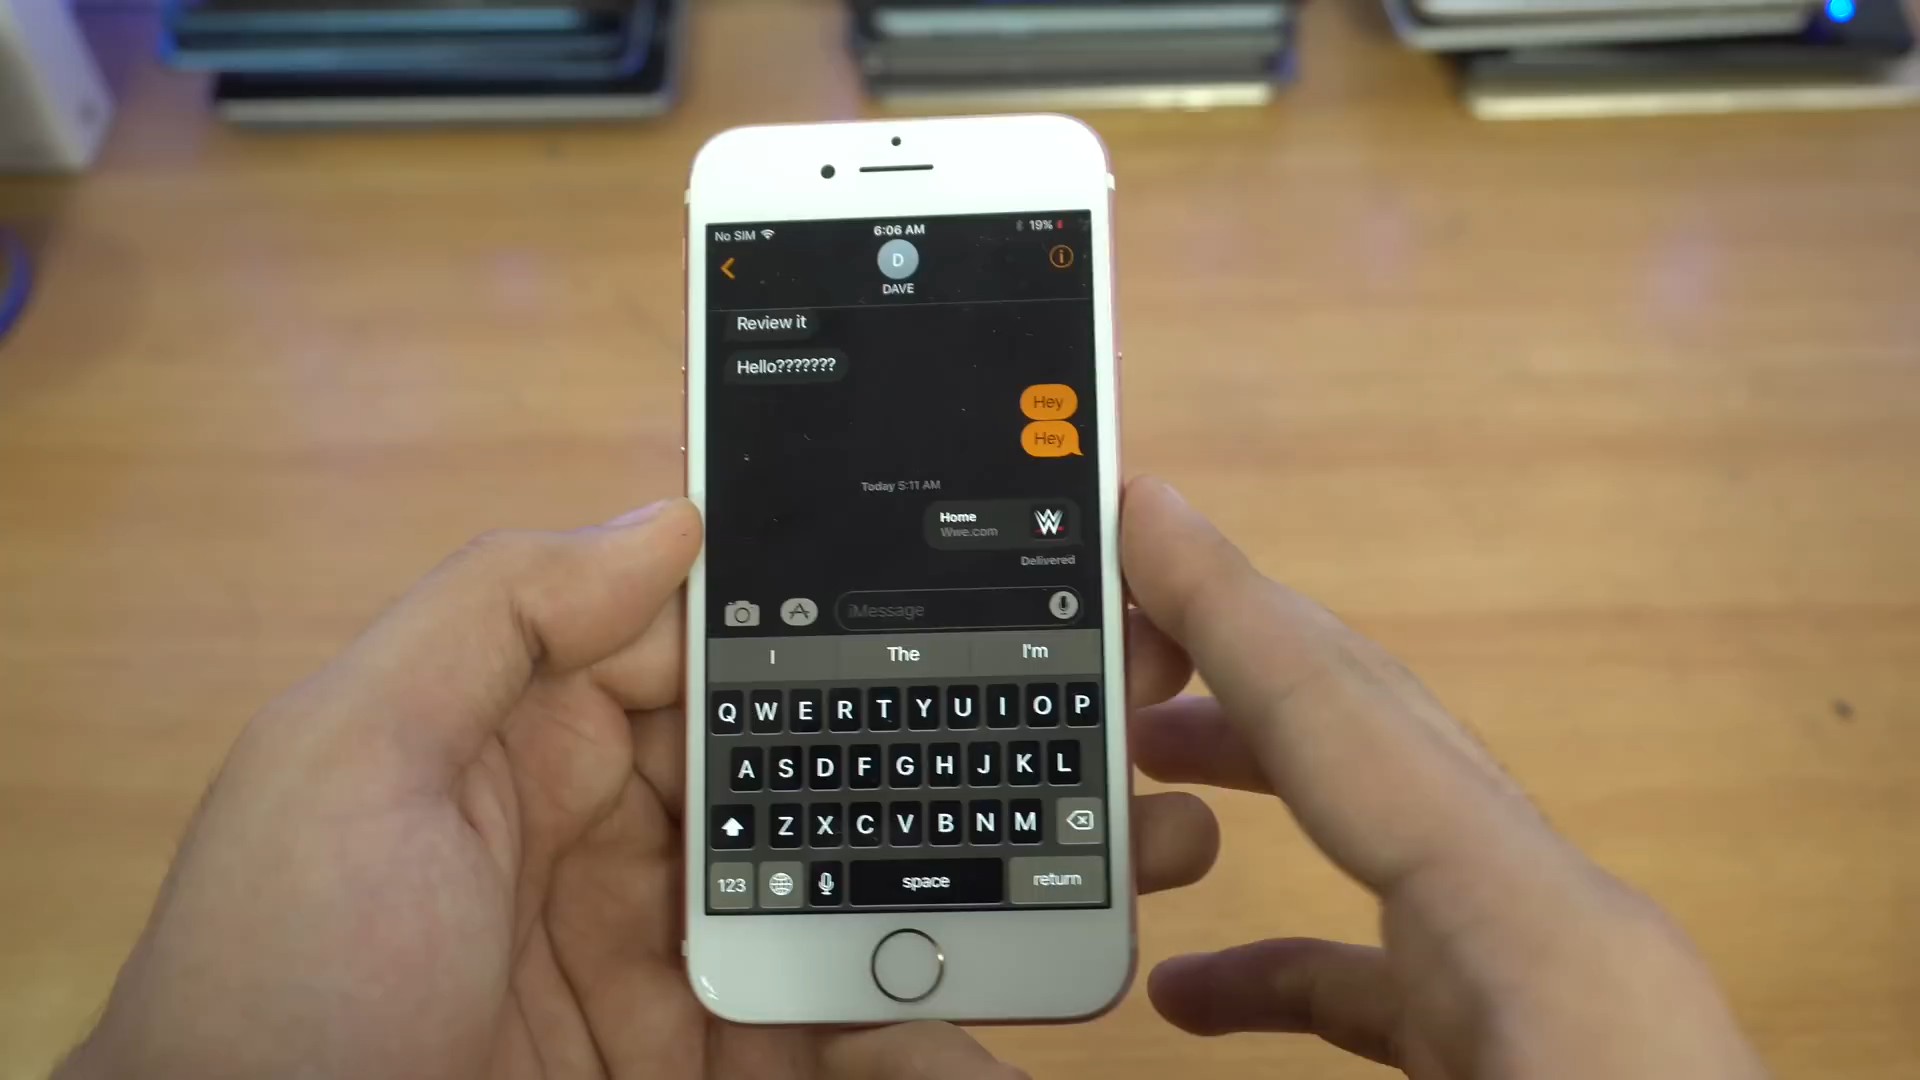 No SIM 6:06 AM 19%
D
DAVE
Review it
Hello???????
Hey
Hey
Today 5:11 AM
Home
Wwe.com
W
Delivered
iMessage
I The I'm
Q W E R T Y U I O P
A S D F G H J K L
Z X C V B N M
123 space return